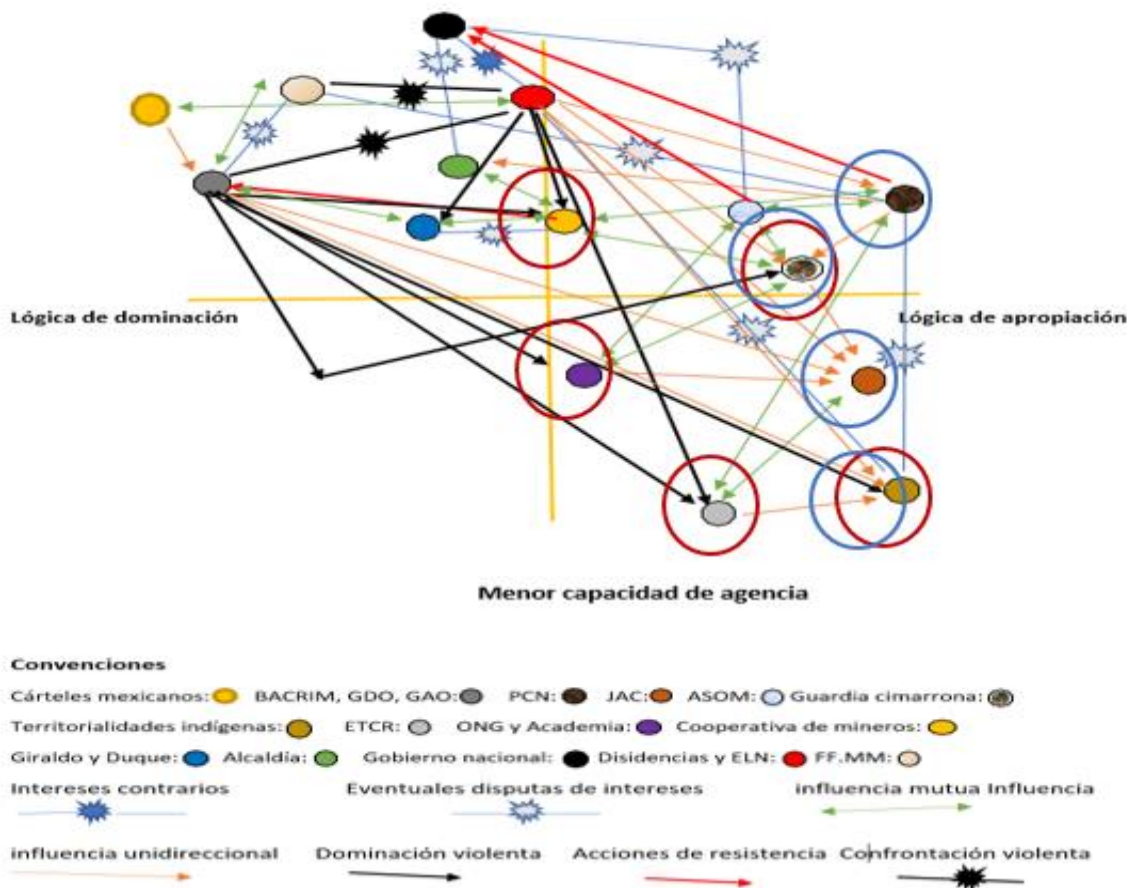 Lógica de dominación
Lógica de apropiación
Menor capacidad de agencia
Convenciones
Cárteles mexicanos: BACRIM, GDO, GAO: PCN: JAC: ASOM: Guardia cimarrona:
Territorialidades indígenas: ETCR: ONG y Academia: Cooperativa de mineros:
Giraldo y Duque: Alcaldía: Gobierno nacional: Disidencias y ELN: FF.MM:
Intereses contrarios Eventuales disputas de intereses influencia mutua Influencia
influencia unidireccional Dominación violenta Acciones de resistencia Confrontación violenta